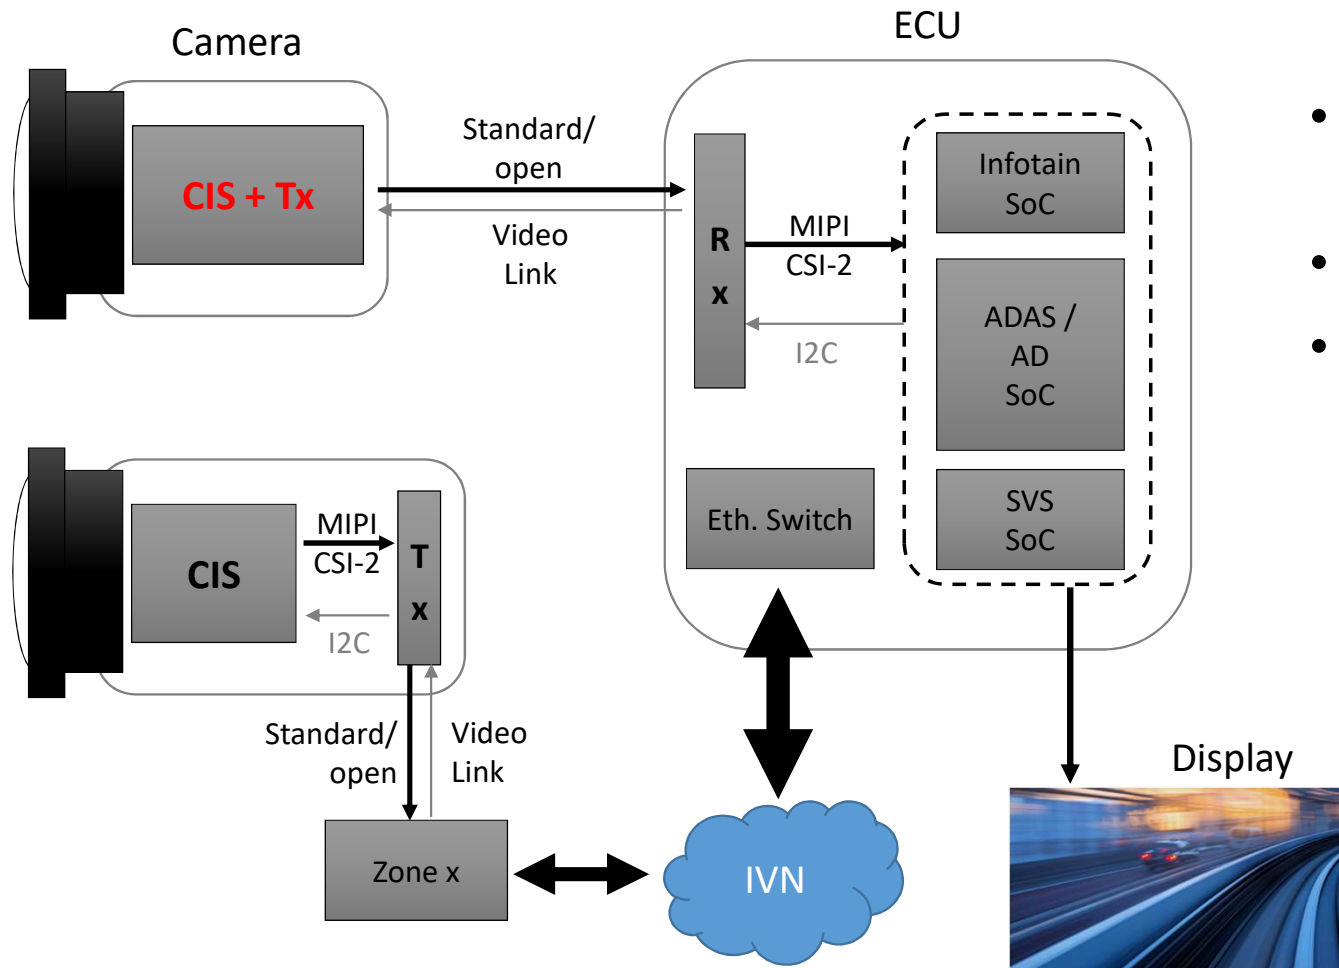 Camera
ECU
CIS + Tx
Standard/
open
Video
Link
R
x
MIPI
CSI-2
I2C
Infotain
SoC
ADAS /
AD
SoC
SVS
SoC
Eth. Switch
CIS
MIPI
CSI-2
I2C
T
x
Standard/
open
Video
Link
Zone x
IVN
Display